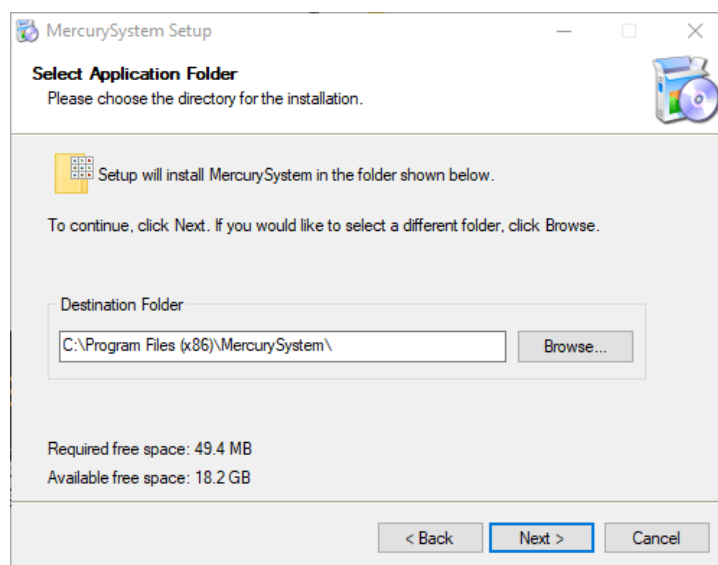 MercurySystem Setup
Select Application Folder
Please choose the directory for the installation.
Setup will install MercurySystem in the folder shown below.
To continue, click Next. If you would like to select a different folder, click Browse.
Destination Folder
C:\Program Files (x86)\MercurySystem\
Browse...
Required free space: 49.4 MB
Available free space: 18.2 GB
< Back
Next >
Cancel